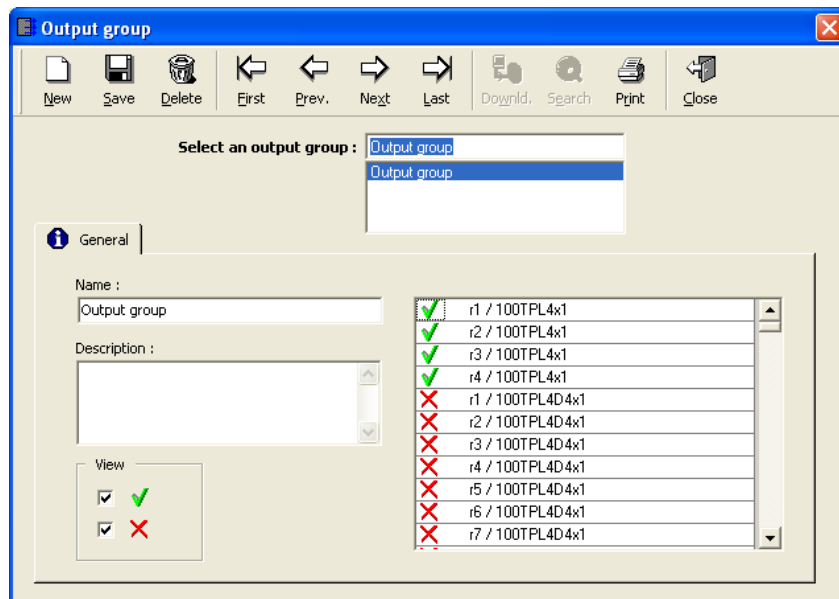 Output group
New Save Delete First Prev. Next Last Downld. Search Print Close
Select an output group : Output group
Output group
General
Name :
Output group
Description :
View
r1 / 100TPL4x1
r2 / 100TPL4x1
r3 / 100TPL4x1
r4 / 100TPL4x1
r1 / 100TPL4D4x1
r2 / 100TPL4D4x1
r3 / 100TPL4D4x1
r4 / 100TPL4D4x1
r5 / 100TPL4D4x1
r6 / 100TPL4D4x1
r7 / 100TPL4D4x1